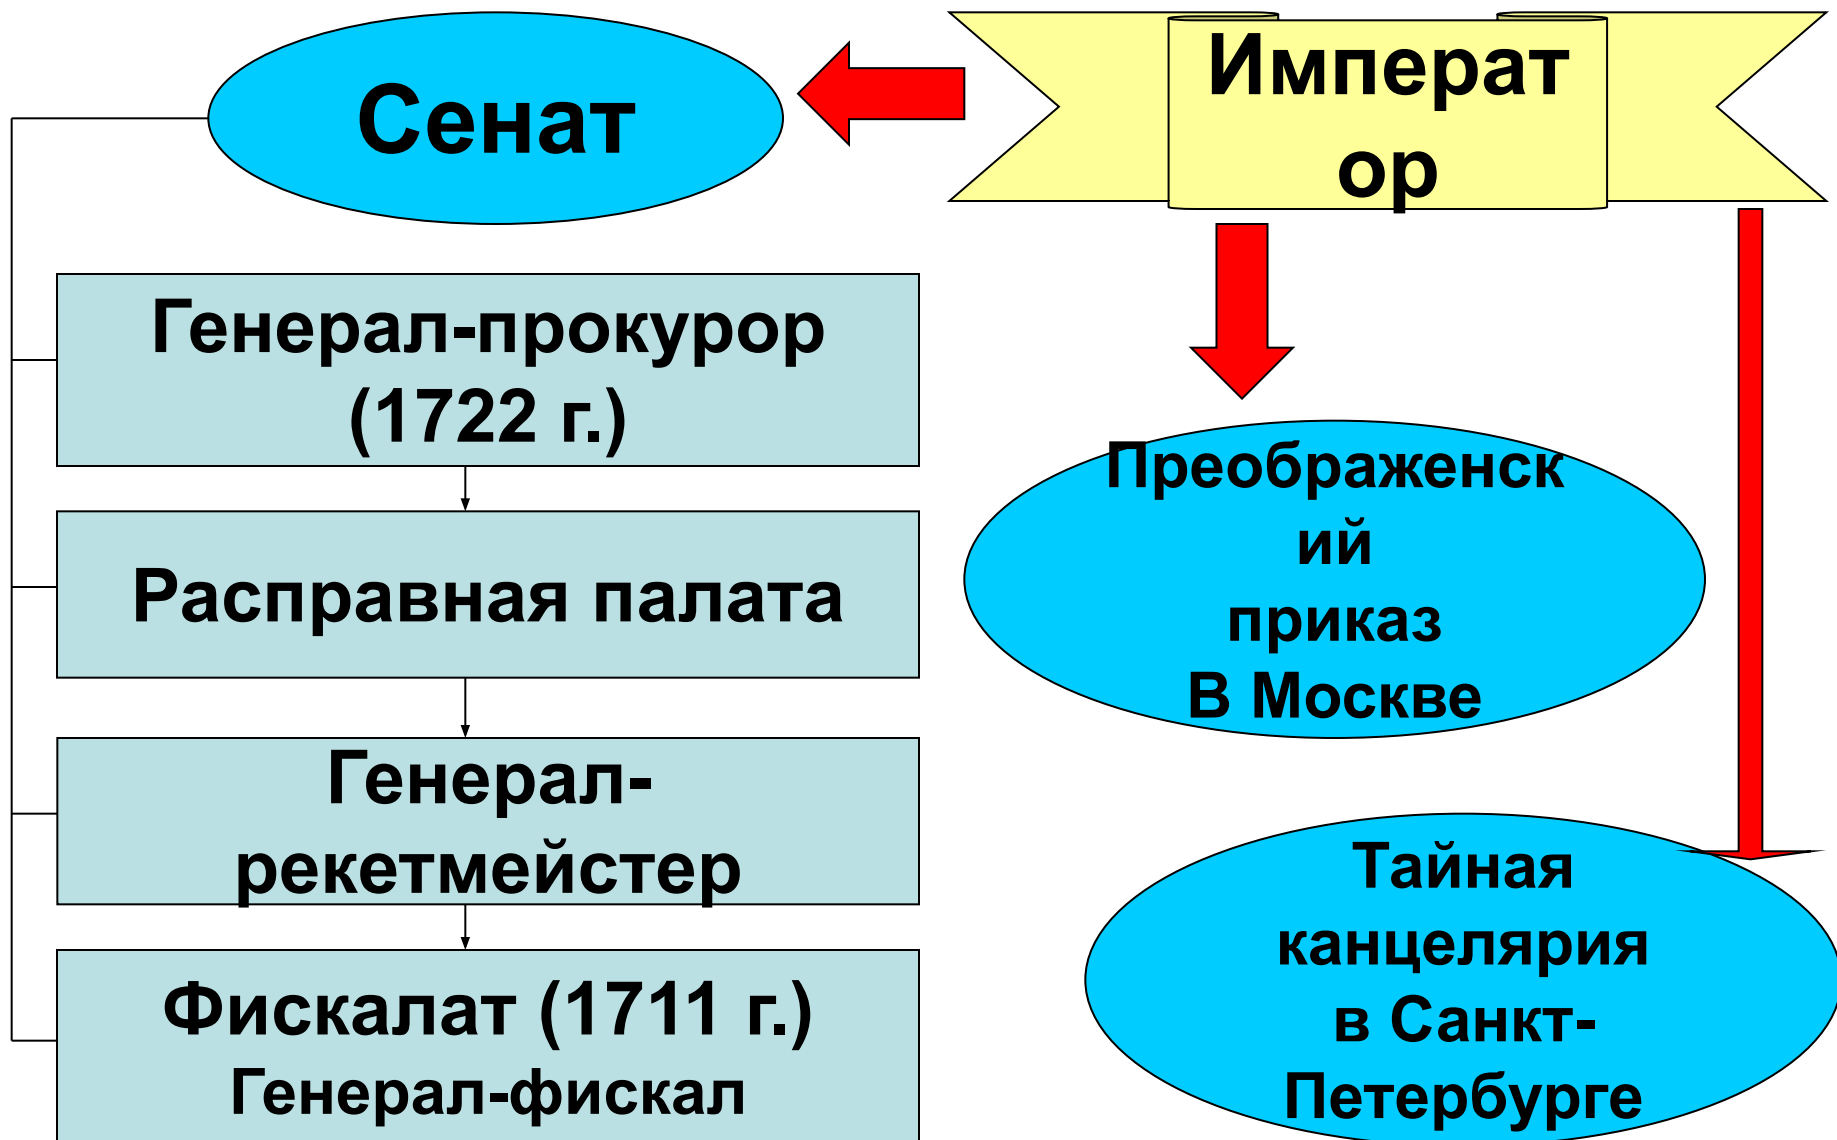 Сенат
Императ
ор
Генерал-прокурор
(1722 г.)
Расправная палата
Генерал-
рекетмейстер
Фискалат (1711 г.)
Генерал-фискал
Преображенск
ий
приказ
В Москве
Тайная
канцелярия
в Санкт-
Петербурге